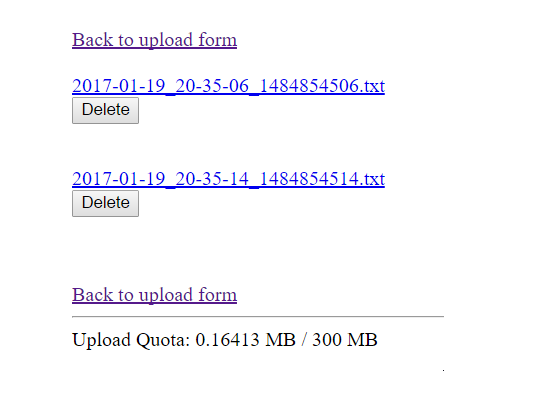 Back to upload form
2017-01-19_20-35-06_1484854506.txt
Delete
2017-01-19_20-35-14_1484854514.txt
Delete
Back to upload form
Upload Quota: 0.16413 MB / 300 MB
.